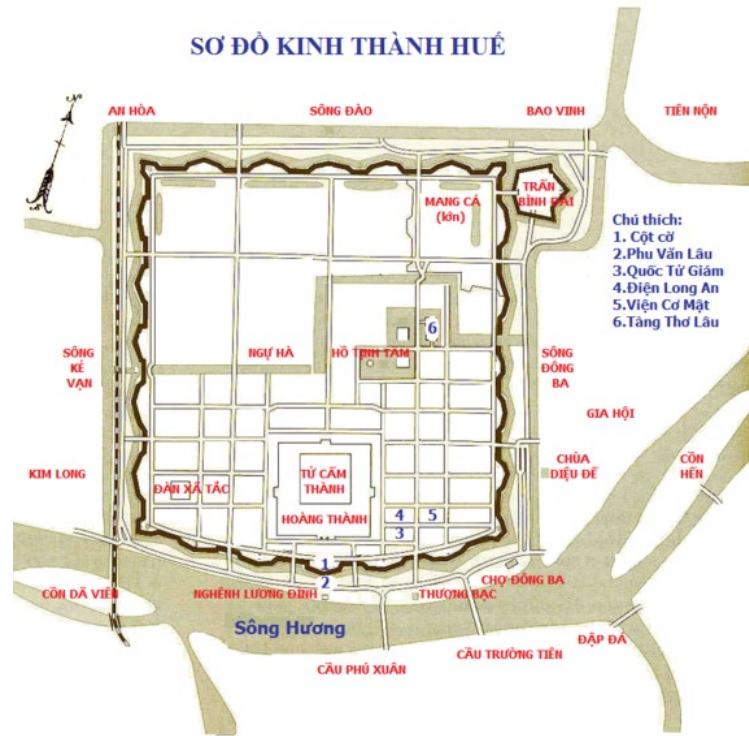 SƠ ĐỒ KINH THÀNH HUẾ
AN HÒA
SÔNG ĐÀO
BAO VINH
TIÊN NỘN
N
MANG CÁ
(lớn)
TRẤN
BÌNH ĐÀI
Chú thích:
1. Cột cờ
2.Phu Văn Lâu
3.Quốc Tử Giám
4.Điện Long An
5.Viện Cơ Mật
6.Tàng Thơ Lâu
6
SÔNG
KẺ
VẠN
NGỰ HÀ
HỒ TỊNH TÂM
SÔNG
ĐÔNG
BA
GIA HỘI
KIM LONG
ĐÀN XÃ TẮC
TỬ CẤM
THÀNH
HOÀNG THÀNH
4
5
3
CHÙA
DIỆU ĐẾ
CỒN
HẾN
1
2
CỒN DÃ VIÊN
NGHÊNH LƯƠNG ĐÌNH
THƯƠNG BẠC
CHỢ ĐÔNG BA
Sông Hương
CẦU PHÚ XUÂN
CẦU TRƯỜNG TIỀN
ĐẬP ĐÁ